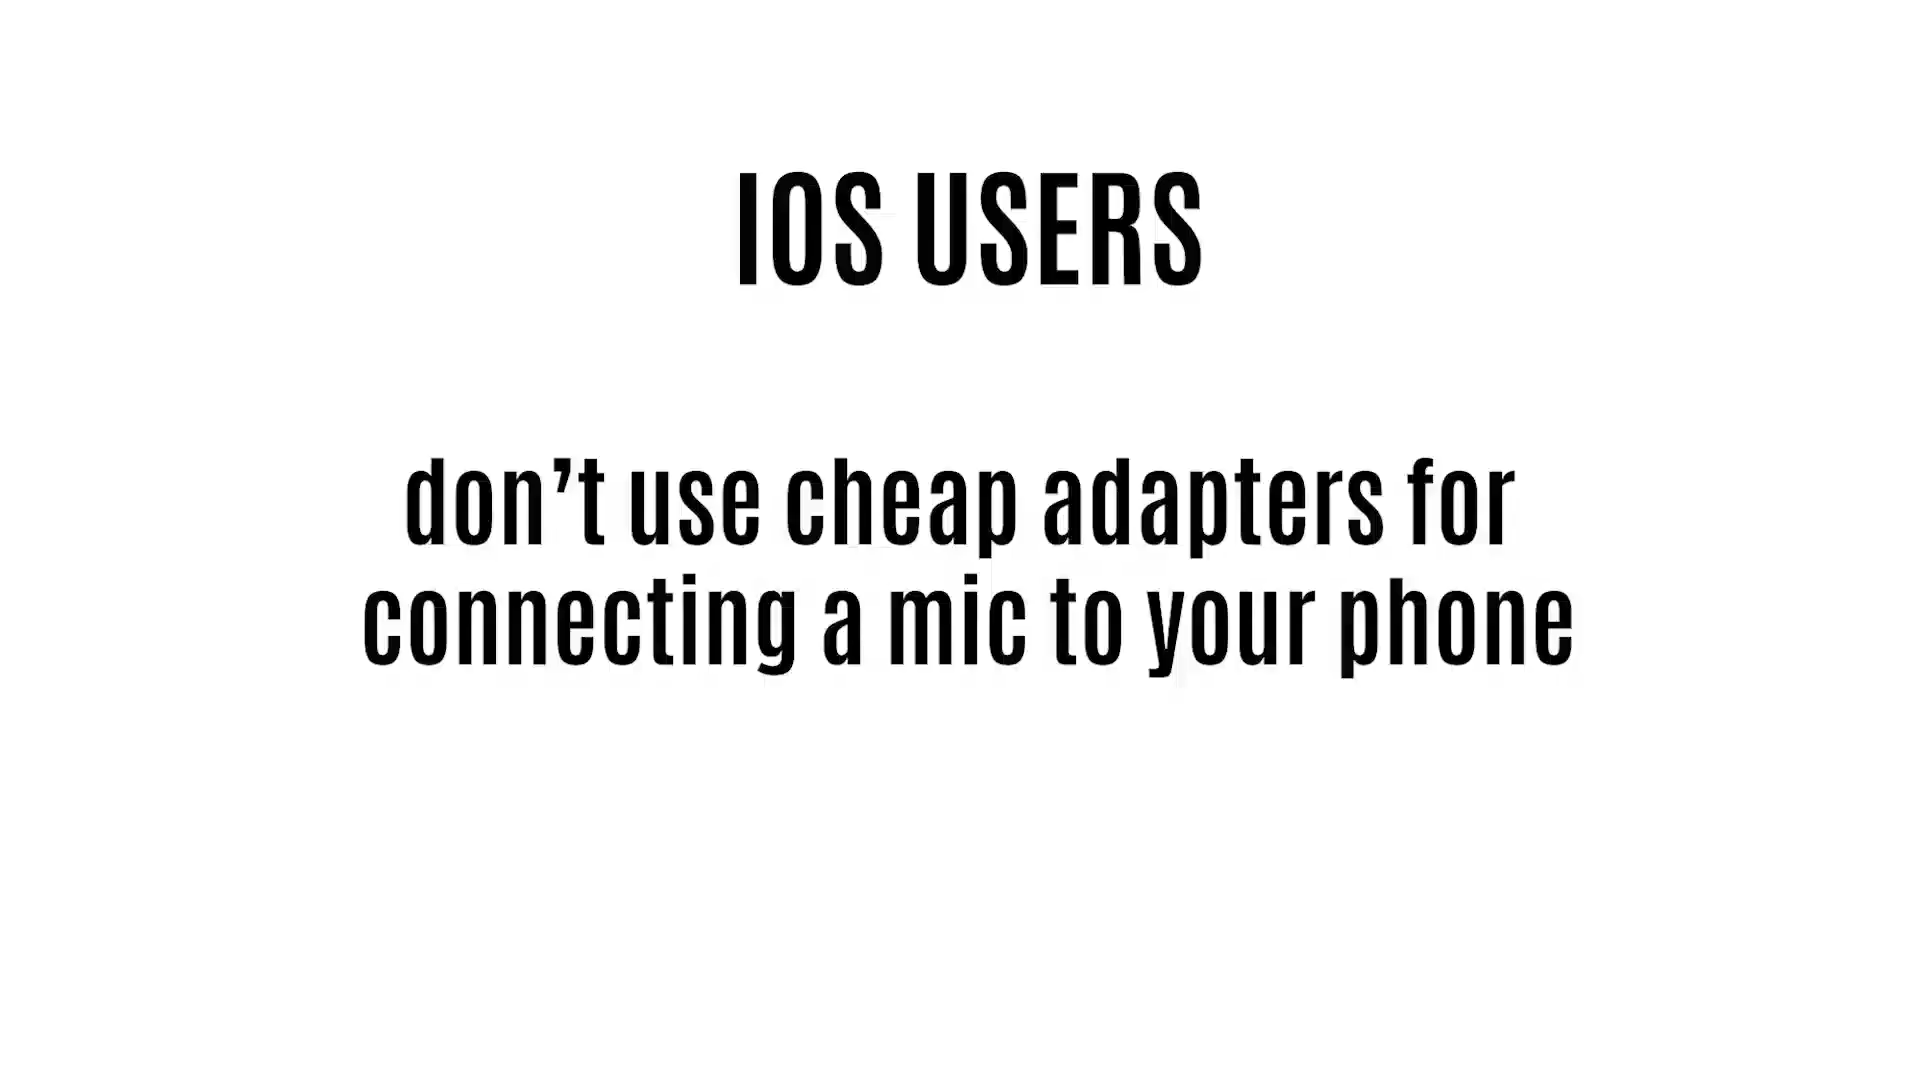 IOS USERS
don’t use cheap adapters for
connecting a mic to your phone